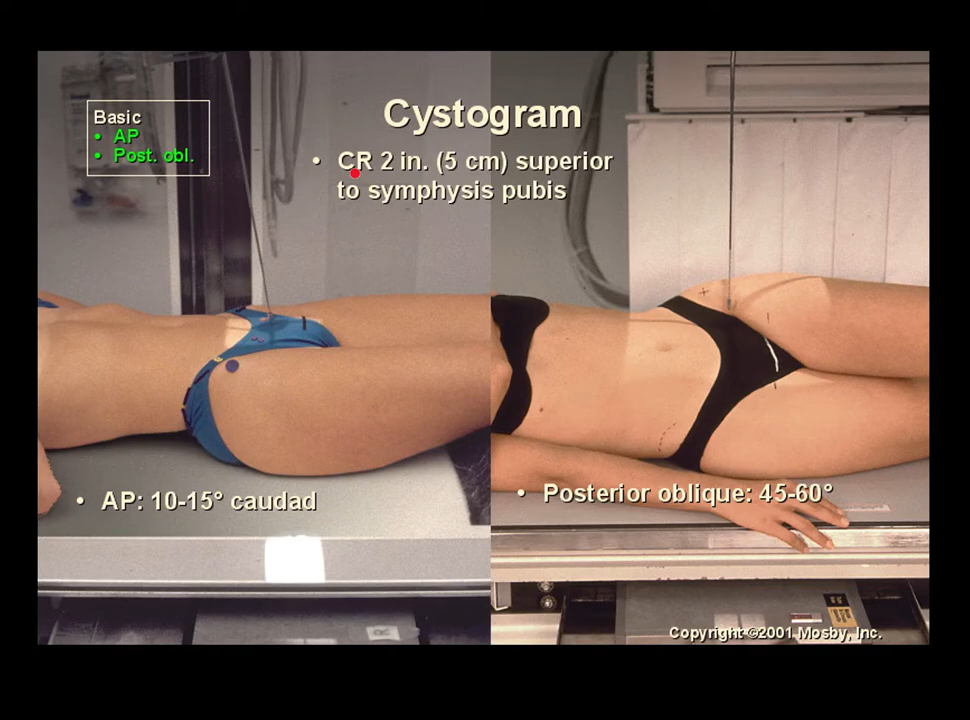 Basic
• AP
• Post. obl.
Cystogram
• CR 2 in. (5 cm) superior
to symphysis pubis
• AP: 10-15° caudad
• Posterior oblique: 45-60°
R
Copyright ©2001 Mosby, Inc.